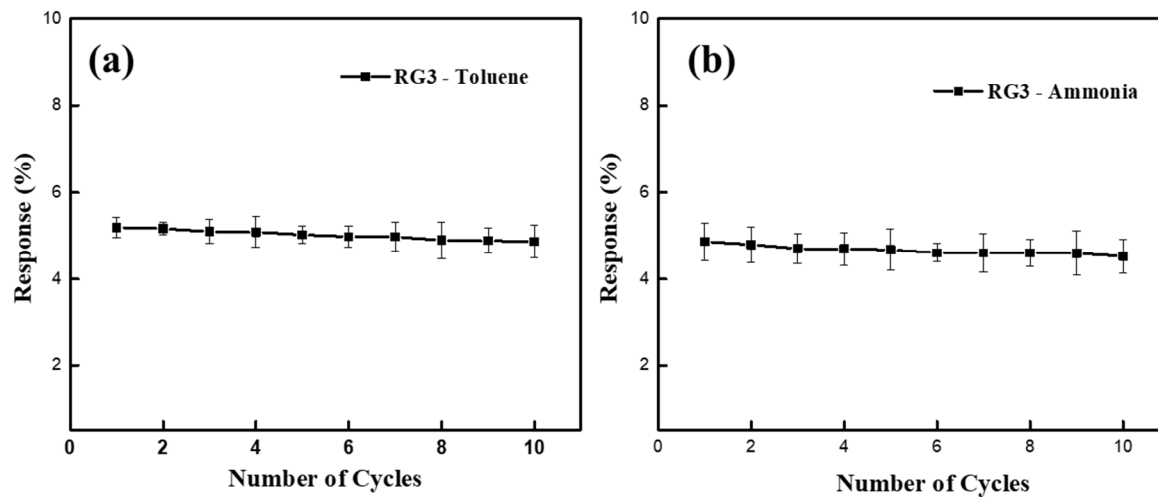 (a)
RG3 - Toluene
Response (%)
10
8
6
4
2
0 2 4 6 8 10
Number of Cycles
(b)
RG3 - Ammonia
Response (%)
10
8
6
4
2
0 2 4 6 8 10
Number of Cycles